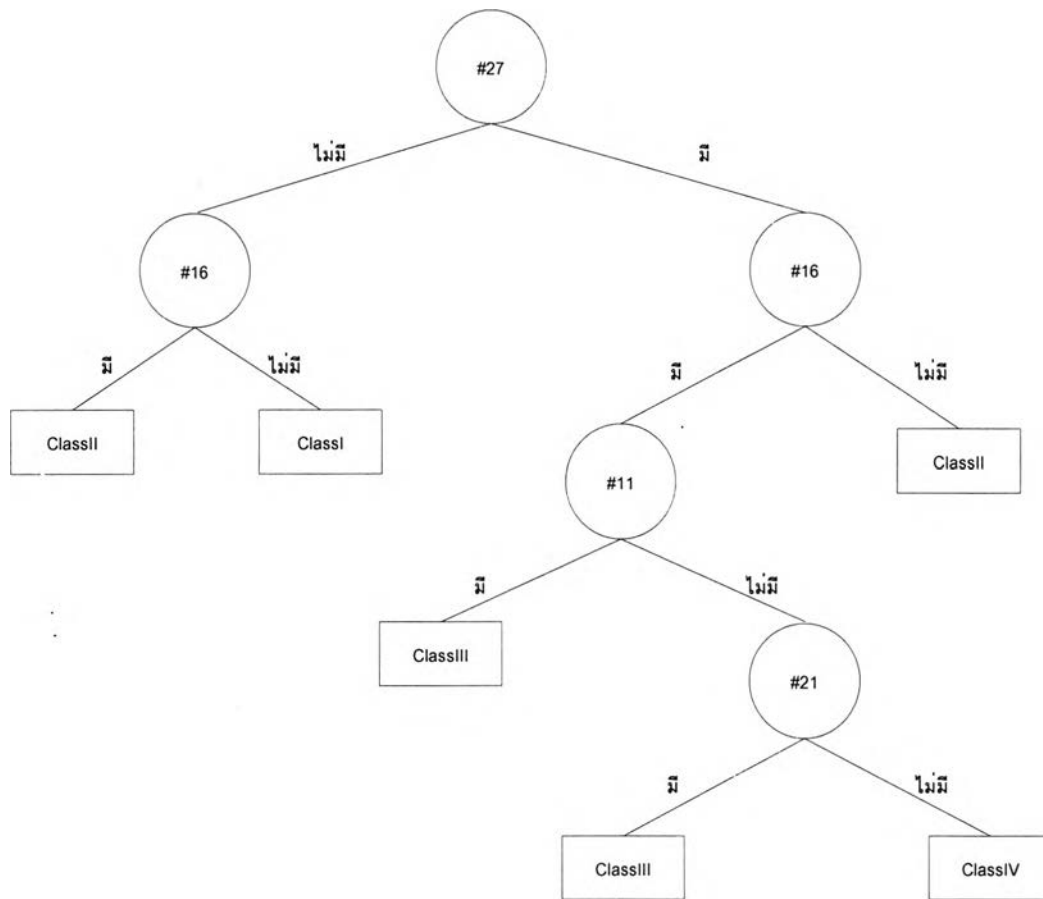 #27
ไม่มี
มี
#16
#16
มี
ไม่มี
มี
ไม่มี
ClassII
ClassI
ClassII
#11
มี
ไม่มี
ClassIII
#21
มี
ไม่มี
ClassIII
ClassIV